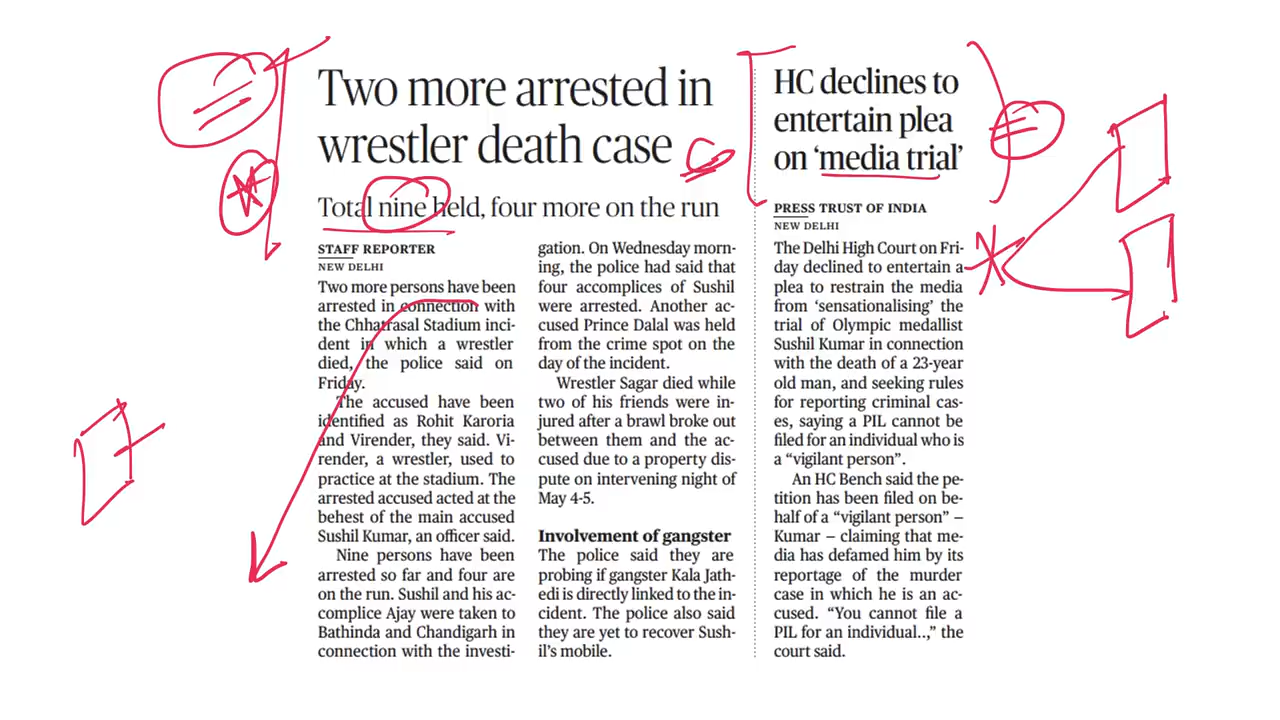 Two more arrested in
wrestler death case
Total nine held, four more on the run
STAFF REPORTER
NEW DELHI
Two more persons have been
arrested in connection with
the Chhatrasal Stadium inci-
dent in which a wrestler
died, the police said on
Friday.
The accused have been
identified as Rohit Karoria
and Virender, they said. Vi-
render, a wrestler, used to
practice at the stadium. The
arrested accused acted at the
behest of the main accused
Sushil Kumar, an officer said.
Nine persons have been
arrested so far and four are
on the run. Sushil and his ac-
complice Ajay were taken to
Bathinda and Chandigarh in
connection with the investi-
gation. On Wednesday morn-
ing, the police had said that
four accomplices of Sushil
were arrested. Another ac-
cused Prince Dalal was held
from the crime spot on the
day of the incident.
Wrestler Sagar died while
two of his friends were in-
jured after a brawl broke out
between them and the ac-
cused due to a property dis-
pute on intervening night of
May 4-5.
Involvement of gangster
The police said they are
probing if gangster Kala Jath-
edi is directly linked to the in-
cident. The police also said
they are yet to recover Sush-
il's mobile.
HC declines to
entertain plea
on ‘media trial’
PRESS TRUST OF INDIA
NEW DELHI
The Delhi High Court on Fri-
day declined to entertain a
plea to restrain the media
from ‘sensationalising’ the
trial of Olympic medallist
Sushil Kumar in connection
with the death of a 23-year
old man, and seeking rules
for reporting criminal cas-
es, saying a PIL cannot be
filed for an individual who is
a “vigilant person”.
An HC Bench said the pe-
tition has been filed on be-
half of a “vigilant person” –
Kumar – claiming that me-
dia has defamed him by its
reportage of the murder
case in which he is an ac-
cused. “You cannot file a
PIL for an individual..,” the
court said.